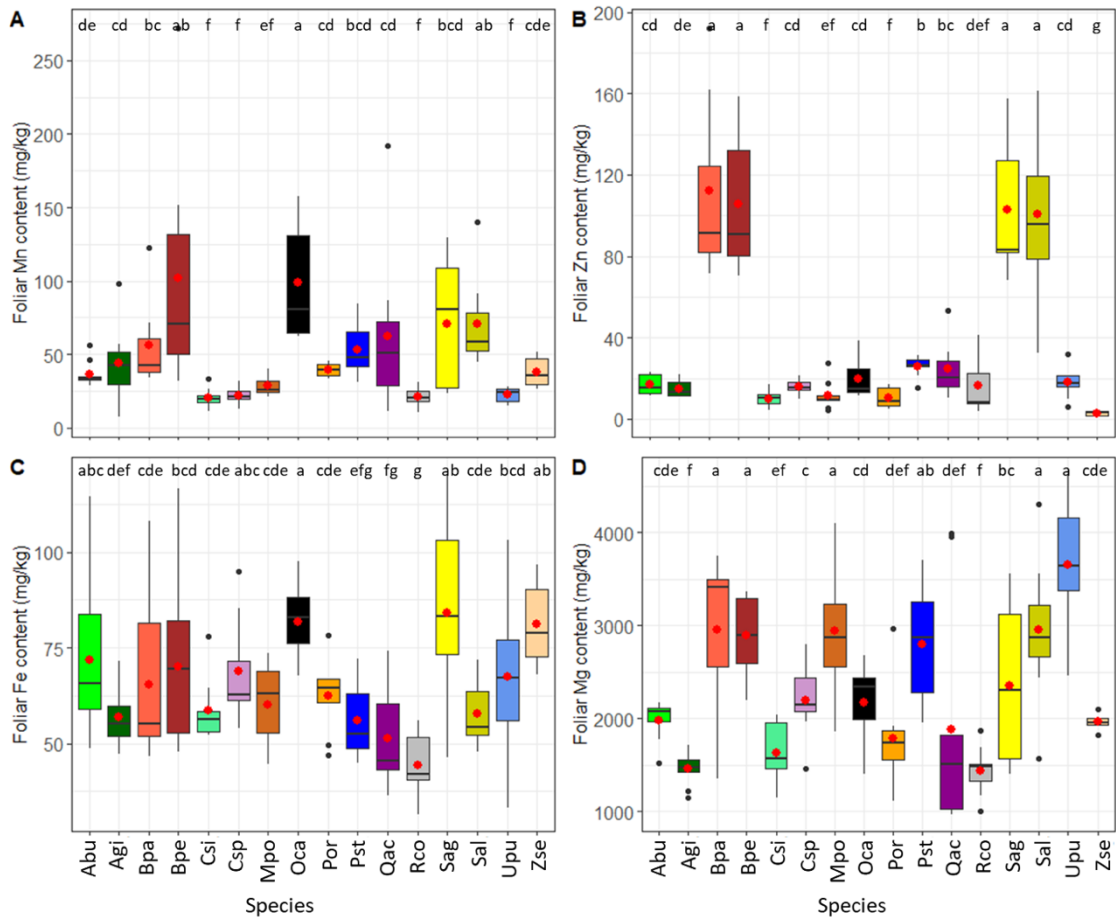 A
de cd bc ab f f ef a cd bcd cd f bcd ab f cde
Foliar Mn content (mg/kg)
250
200
150
100
50
0
B
cd de a a f cd ef cd f b bc def a a cd g
Foliar Zn content (mg/kg)
200
160
120
80
40
0
C
abc def cde bcd cde abc cde a cde efg fg g ab cde bcd ab
Foliar Fe content (mg/kg)
100
75
50
Abu Agi Bpa Bpe Csi Csp Mpo Oca Por Pst Qac Rco Sag Sal Upu Zse
Species
D
cde f a a ef c a cd def ab def f bc a a cde
Foliar Mg content (mg/kg)
4000
3000
2000
1000
Abu Agi Bpa Bpe Csi Csp Mpo Oca Por Pst Qac Rco Sag Sal Upu Zse
Species